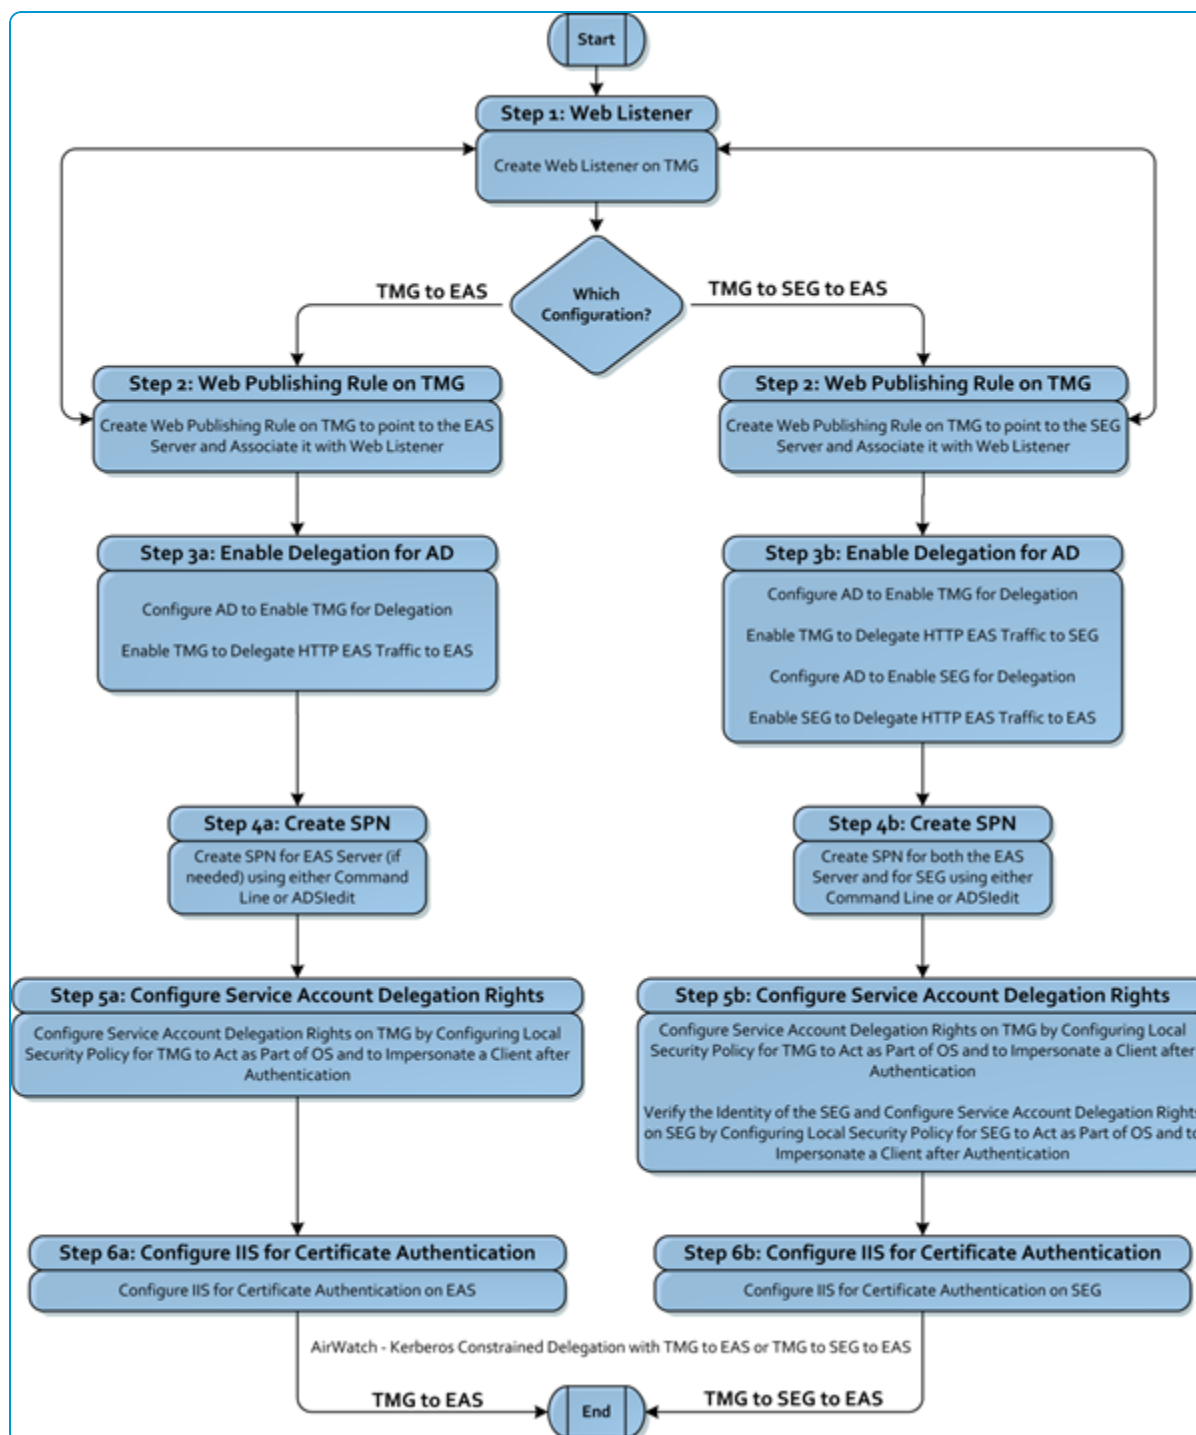 Start
Step 1: Web Listener
Create Web Listener on TMG
Which
Configuration?
TMG to EAS
TMG to SEG to EAS
Step 2: Web Publishing Rule on TMG
Create Web Publishing Rule on TMG to point to the EAS
Server and Associate it with Web Listener
Step 2: Web Publishing Rule on TMG
Create Web Publishing Rule on TMG to point to the SEG
Server and Associate it with Web Listener
Step 3a: Enable Delegation for AD
Configure AD to Enable TMG for Delegation
Enable TMG to Delegate HTTP EAS Traffic to EAS
Step 3b: Enable Delegation for AD
Configure AD to Enable TMG for Delegation
Enable TMG to Delegate HTTP EAS Traffic to SEG
Configure AD to Enable SEG for Delegation
Enable SEG to Delegate HTTP EAS Traffic to EAS
Step 4a: Create SPN
Create SPN for EAS Server (if
needed) using either Command
Line or ADSIedit
Step 4b: Create SPN
Create SPN for both the EAS
Server and for SEG using either
Command Line or ADSIedit
Step 5a: Configure Service Account Delegation Rights
Configure Service Account Delegation Rights on TMG by Configuring Local
Security Policy for TMG to Act as Part of OS and to Impersonate a Client after
Authentication
Step 5b: Configure Service Account Delegation Rights
Configure Service Account Delegation Rights on TMG by Configuring Local
Security Policy for TMG to Act as Part of OS and to Impersonate a Client after
Authentication
Verify the Identity of the SEG and Configure Service Account Delegation Rights
on SEG by Configuring Local Security Policy for SEG to Act as Part of OS and to
Impersonate a Client after Authentication
Step 6a: Configure IIS for Certificate Authentication
Configure IIS for Certificate Authentication on EAS
Step 6b: Configure IIS for Certificate Authentication
Configure IIS for Certificate Authentication on SEG
AirWatch - Kerberos Constrained Delegation with TMG to EAS or TMG to SEG to EAS
TMG to EAS
TMG to SEG to EAS
End